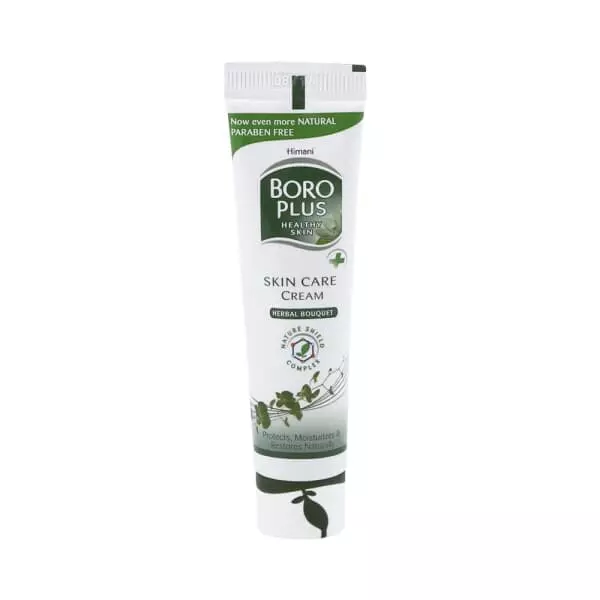 Now even more NATURAL
PARABEN FREE
Himani
BORO
PLUS
HEALTHY
SKIN
SKIN CARE
CREAM
HERBAL BOUQUET
NATURE SHIELD
COMPLEX
Protects, Moisturizes &
Restores Naturally